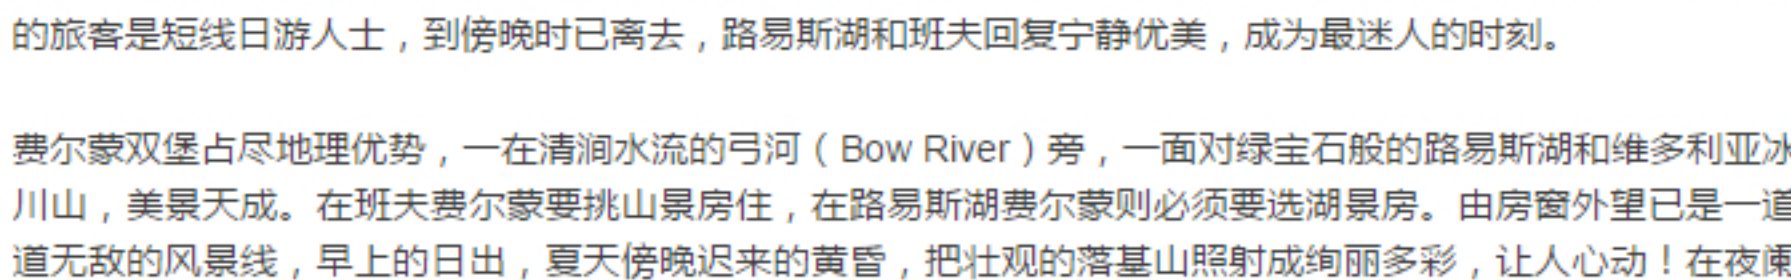 的旅客是短线日游人士，到傍晚时已离去，路易斯湖和班夫回复宁静优美，成为最迷人的时刻。
费尔蒙双堡占尽地理优势，一在清涧水流的弓河（Bow River）旁，一面对绿宝石般的路易斯湖和维多利亚冰
川山，美景天成。在班夫费尔蒙要挑山景房住，在路易斯湖费尔蒙则必须要选湖景房。由房窗外望已是一道
道无敌的风景线，早上的日出，夏天傍晚迟来的黄昏，把壮观的落基山照射成绚丽多彩，让人心动！在夜